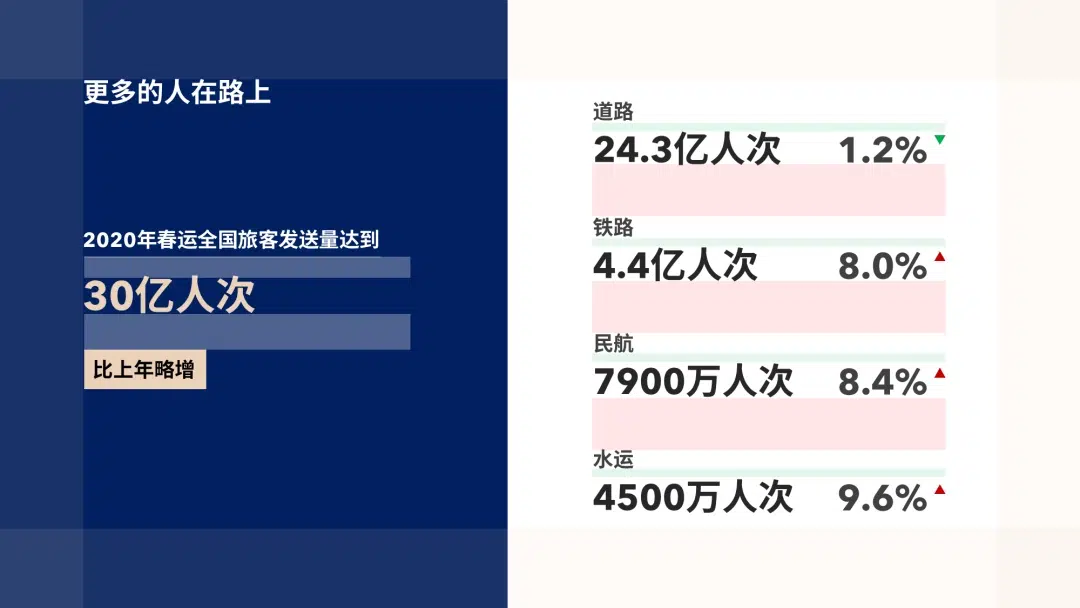 更多的人在路上
2020年春运全国旅客发送量达到
30亿人次
比上年略增
道路
24.3亿人次 1.2%
铁路
4.4亿人次 8.0%
民航
7900万人次 8.4%
水运
4500万人次 9.6%